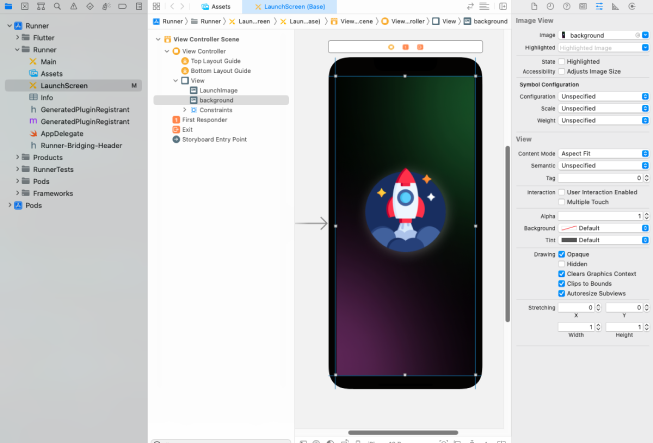 Assets
LaunchScreen (Base)
Runner
Runner
Laun...reen
Laun...ase)
View...cene
View...roller
View
background
Runner
Flutter
Runner
Main
Assets
LaunchScreen M
Info
GeneratedPluginRegistrant
GeneratedPluginRegistrant
AppDelegate
Runner-Bridging-Header
Products
RunnerTests
Pods
Frameworks
Pods
View Controller Scene
View Controller
Top Layout Guide
Bottom Layout Guide
View
LaunchImage
background
Constraints
First Responder
Exit
Storyboard Entry Point
Image View
Image background
Highlighted Highlighted Image
State Highlighted
Accessibility Adjusts Image Size
Symbol Configuration
Configuration Unspecified
Scale Unspecified
Weight Unspecified
View
Content Mode Aspect Fit
Semantic Unspecified
Tag 0
Interaction User Interaction Enabled
Multiple Touch
Alpha 1
Background Default
Tint Default
Drawing Opaque
Hidden
Clears Graphics Context
Clips to Bounds
Autoresize Subviews
Stretching 0 0
X Y
1 1
Width Height